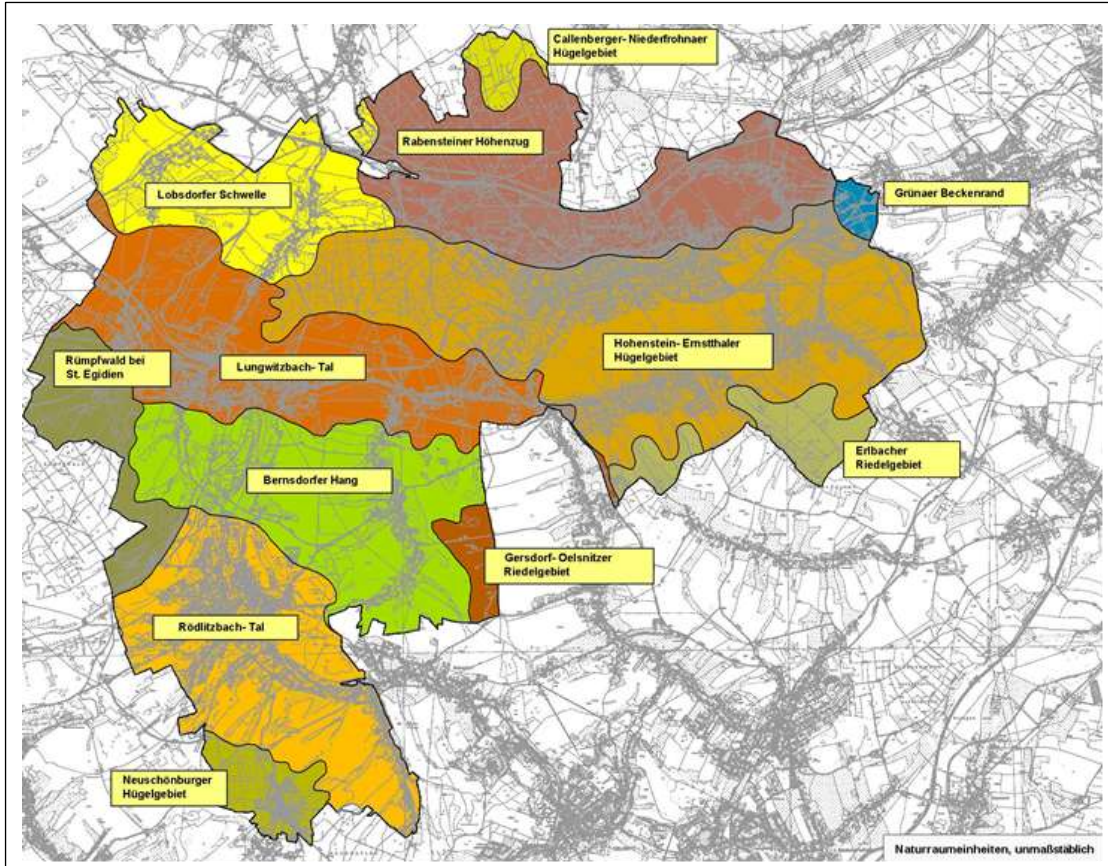 Callenberger- Niederfrohnaer
Hügelgebiet
Rabensteiner Höhenzug
Lobsdorfer Schwelle
Grünaer Beckenrand
Rümpfwald bei
St. Egidien
Lungwitzbach- Tal
Hohenstein- Ernstthaler
Hügelgebiet
Erlbacher
Riedelgebiet
Bernsdorfer Hang
Gersdorf- Oelsnitzer
Riedelgebiet
Rödlitzbach- Tal
Neuschönburger
Hügelgebiet
Naturraumeinheiten, unmaßstäblich